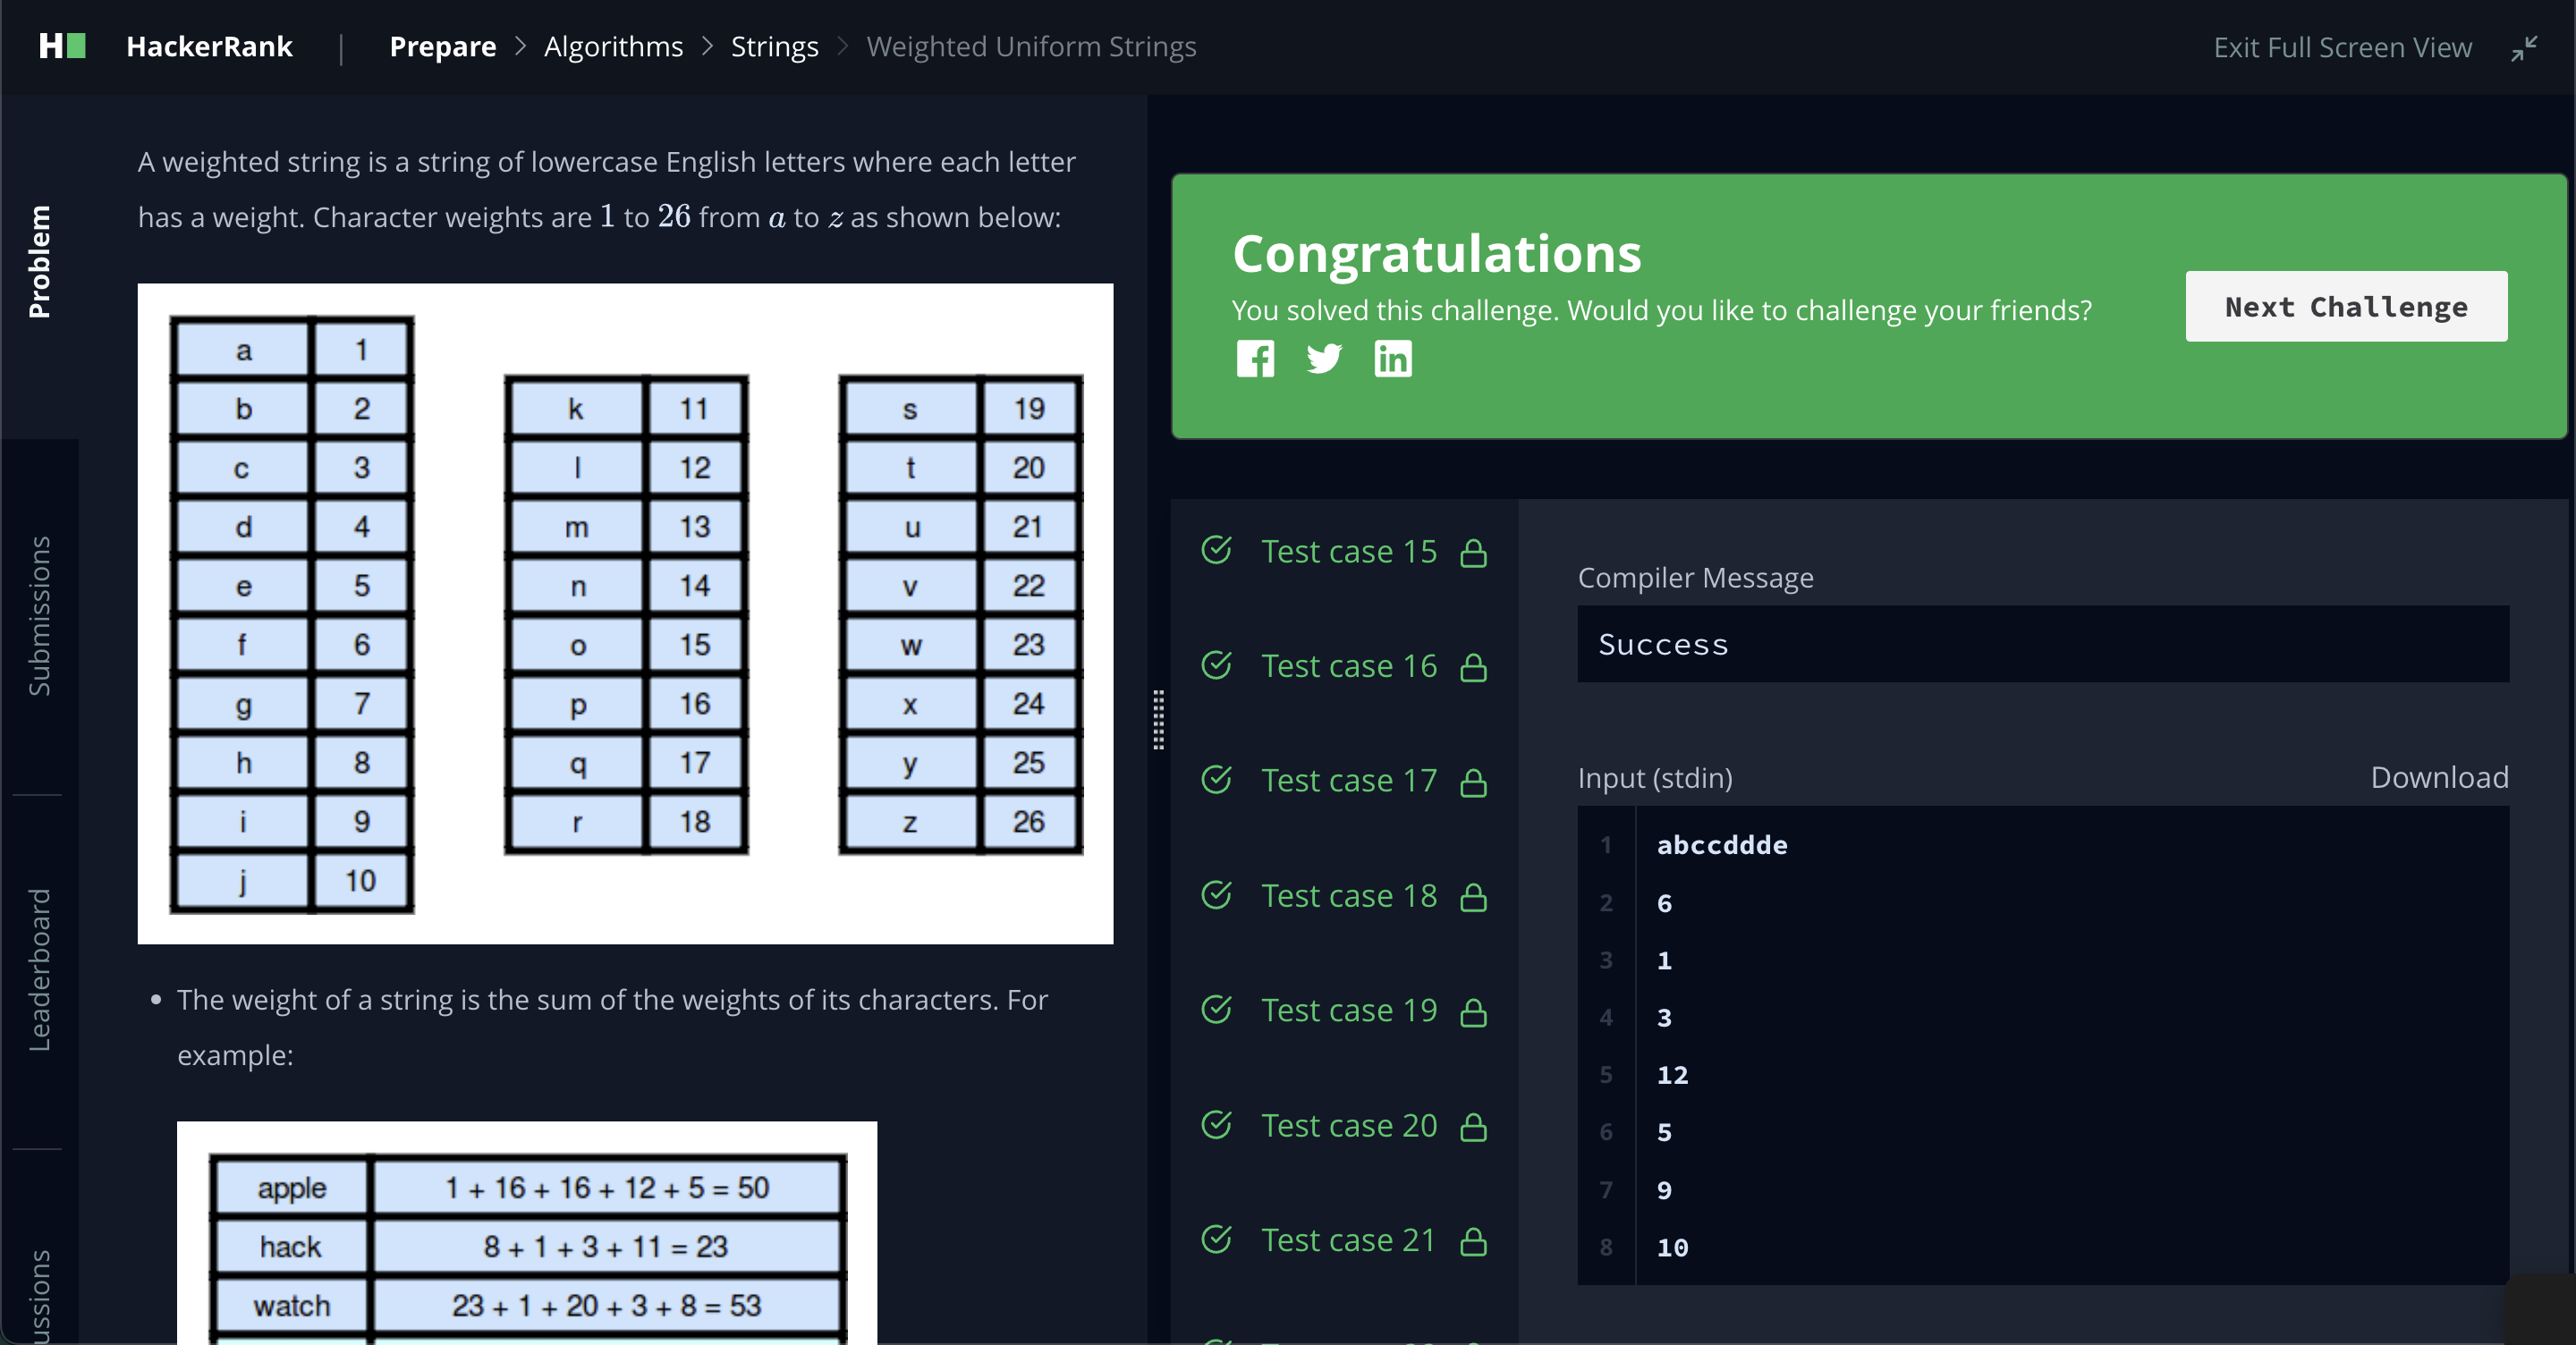 H HackerRank | Prepare > Algorithms > Strings > Weighted Uniform Strings Exit Full Screen View
Problem
Submissions
Leaderboard
A weighted string is a string of lowercase English letters where each letter
has a weight. Character weights are 1 to 26 from a to z as shown below:
a 1
b 2
c 3
d 4
e 5
f 6
g 7
h 8
i 9
j 10
k 11
l 12
m 13
n 14
o 15
p 16
q 17
r 18
s 19
t 20
u 21
v 22
w 23
x 24
y 25
z 26
• The weight of a string is the sum of the weights of its characters. For
example:
apple 1 + 16 + 16 + 12 + 5 = 50
hack 8 + 1 + 3 + 11 = 23
watch 23 + 1 + 20 + 3 + 8 = 53
Congratulations
You solved this challenge. Would you like to challenge your friends?
Next Challenge
Test case 15
Test case 16
Test case 17
Test case 18
Test case 19
Test case 20
Test case 21
Compiler Message
Success
Input (stdin) Download
1 abccddde
2 6
3 1
4 3
5 12
6 5
7 9
8 10